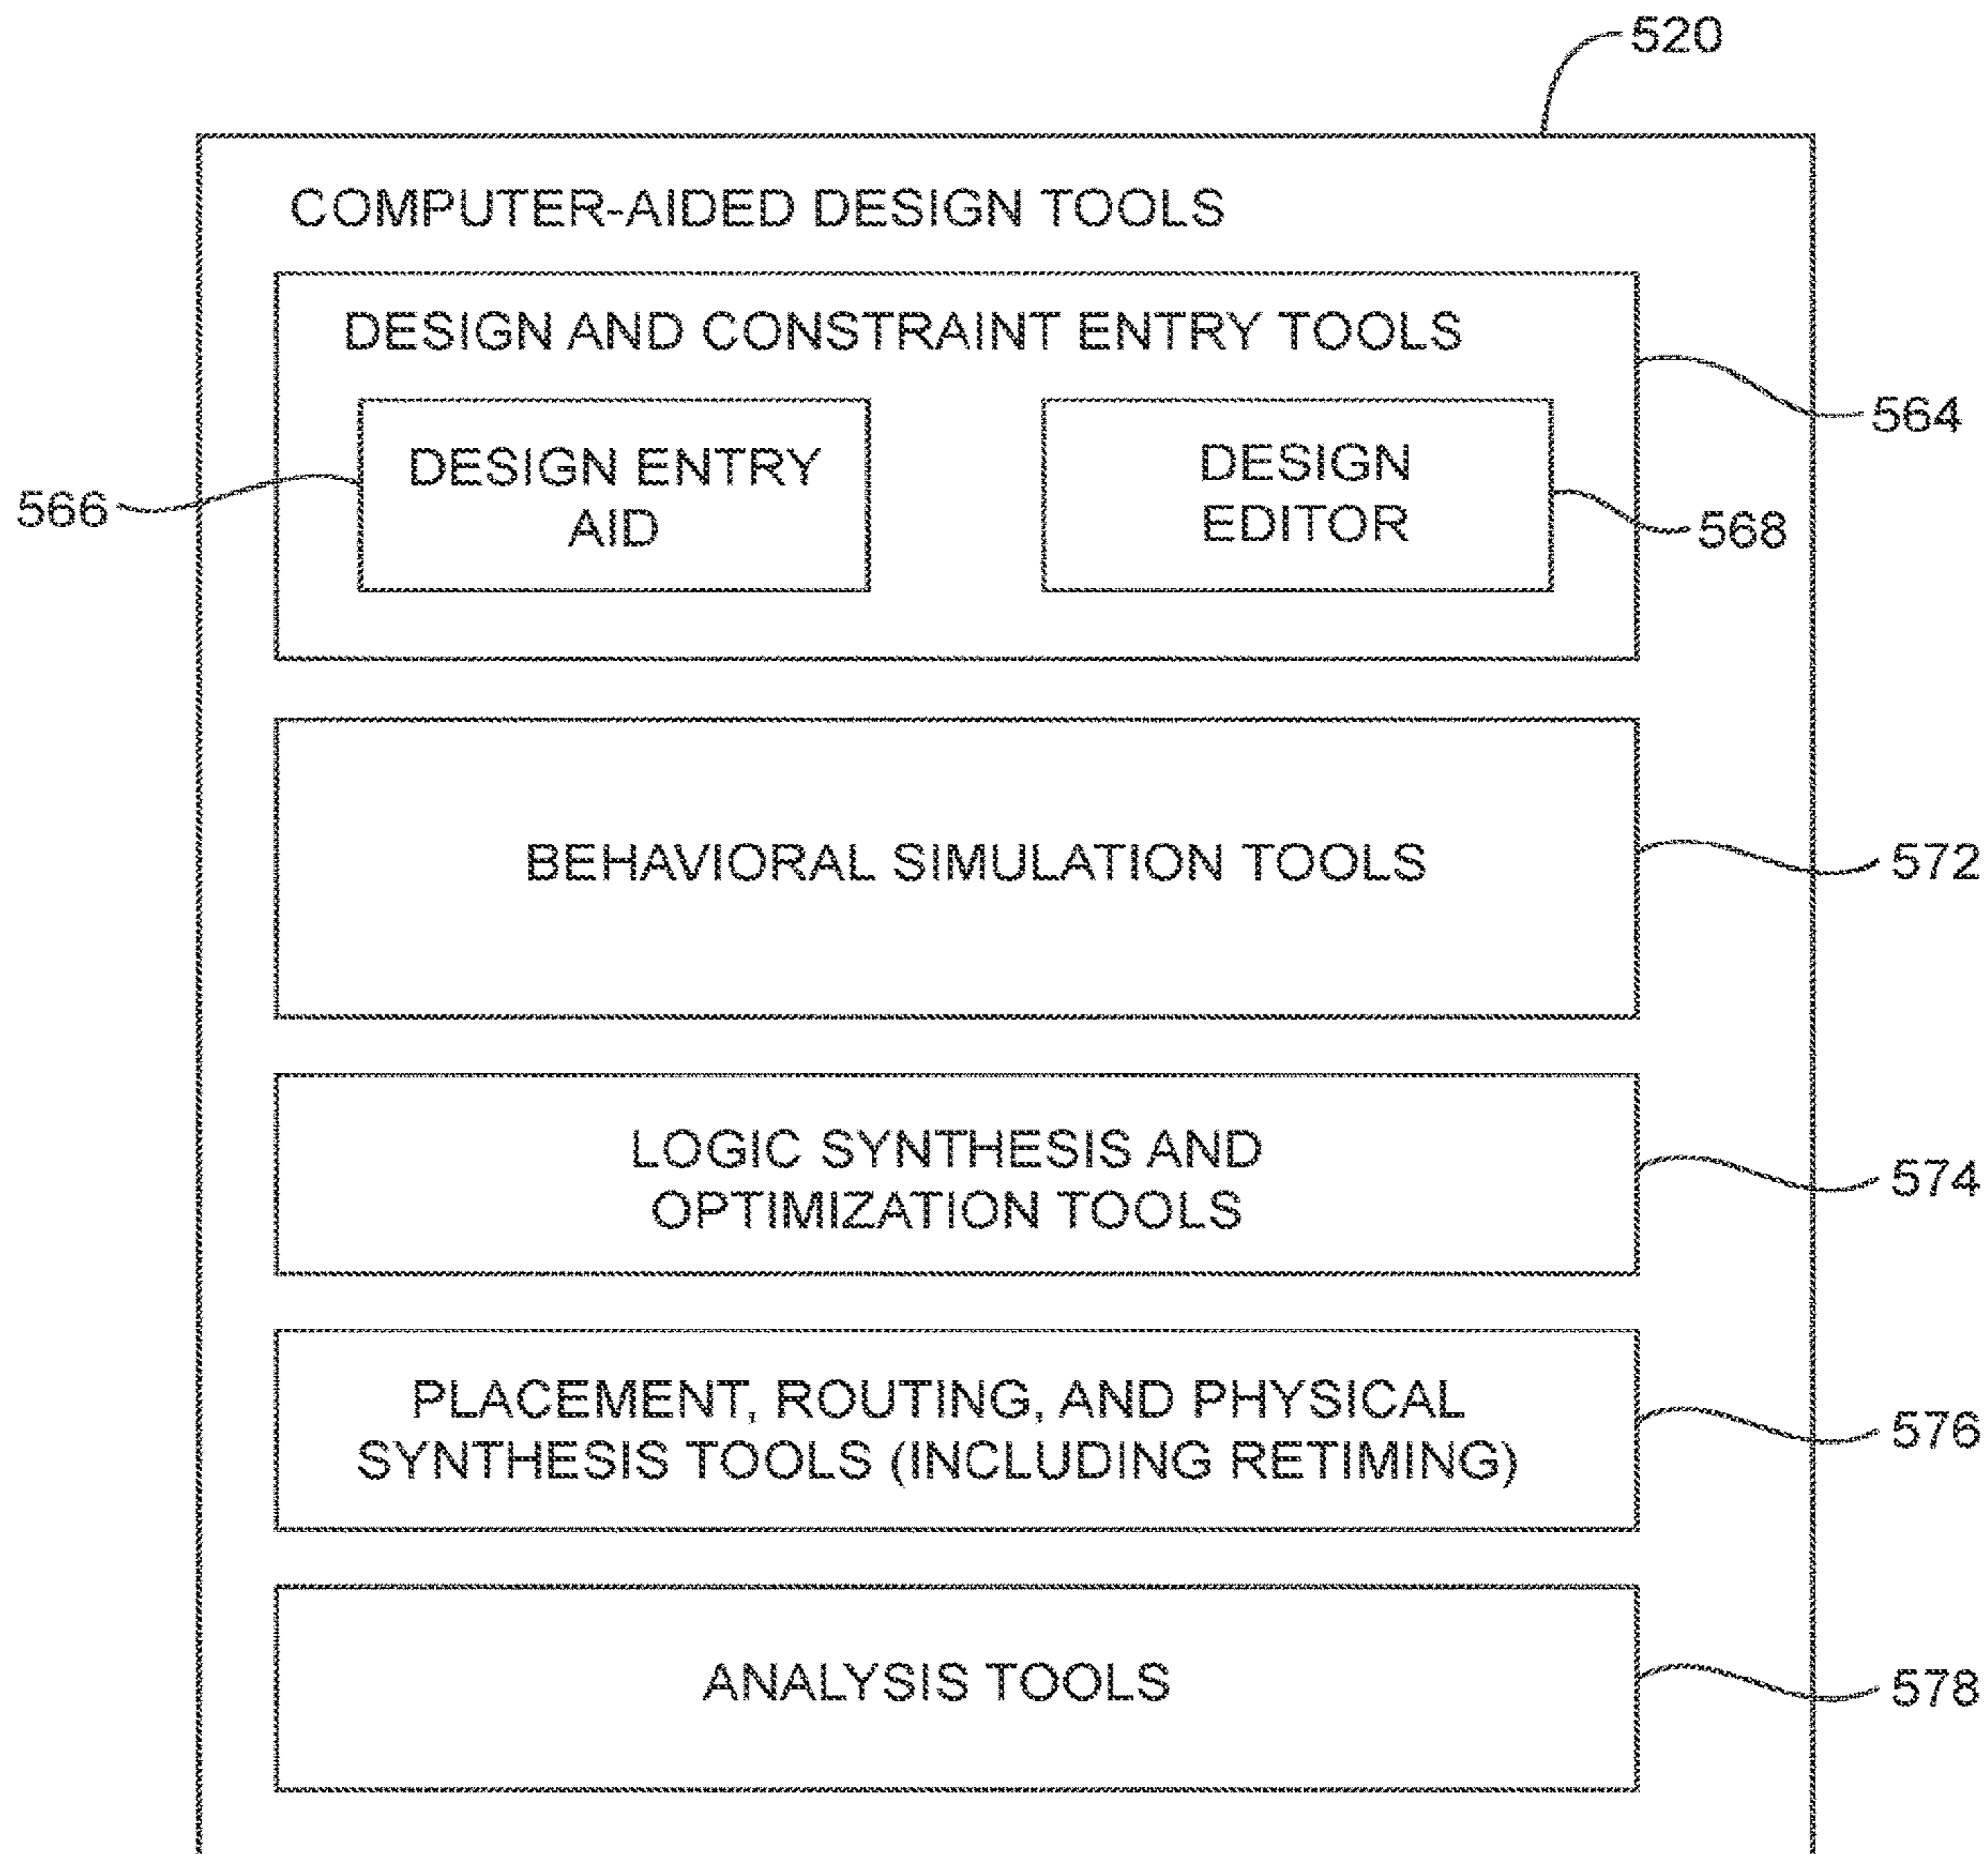 520
COMPUTER-AIDED DESIGN TOOLS
DESIGN AND CONSTRAINT ENTRY TOOLS
564
DESIGN ENTRY
AID
566
DESIGN
EDITOR
568
BEHAVIORAL SIMULATION TOOLS
572
LOGIC SYNTHESIS AND
OPTIMIZATION TOOLS
574
PLACEMENT, ROUTING, AND PHYSICAL
SYNTHESIS TOOLS (INCLUDING RETIMING)
576
ANALYSIS TOOLS
578